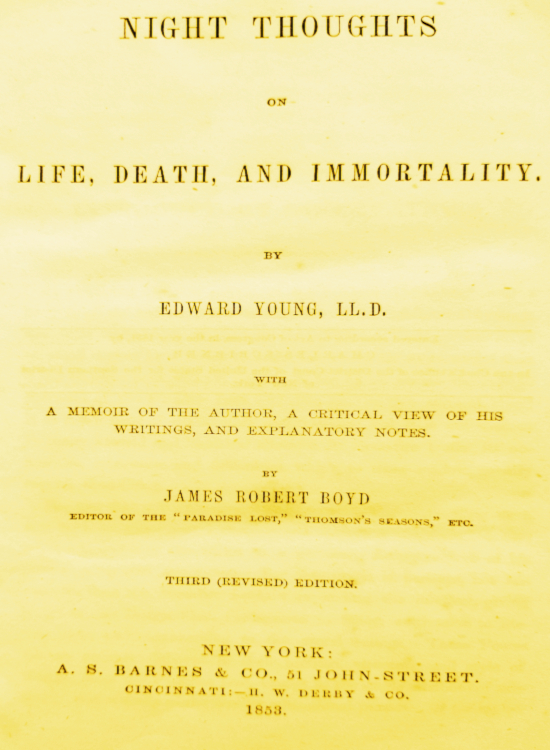 NIGHT THOUGHTS
ON
LIFE, DEATH, AND IMMORTALITY.
BY
EDWARD YOUNG, LL.D.
WITH
A MEMOIR OF THE AUTHOR, A CRITICAL VIEW OF HIS
WRITINGS, AND EXPLANATORY NOTES.
BY
JAMES ROBERT BOYD
EDITOR OF THE “PARADISE LOST,” “THOMSON’S SEASONS,” ETC.
THIRD (REVISED) EDITION.
NEW YORK:
A. S. BARNES & CO., 51 JOHN-STREET.
CINCINNATI:—H. W. DERBY & CO.
1853.